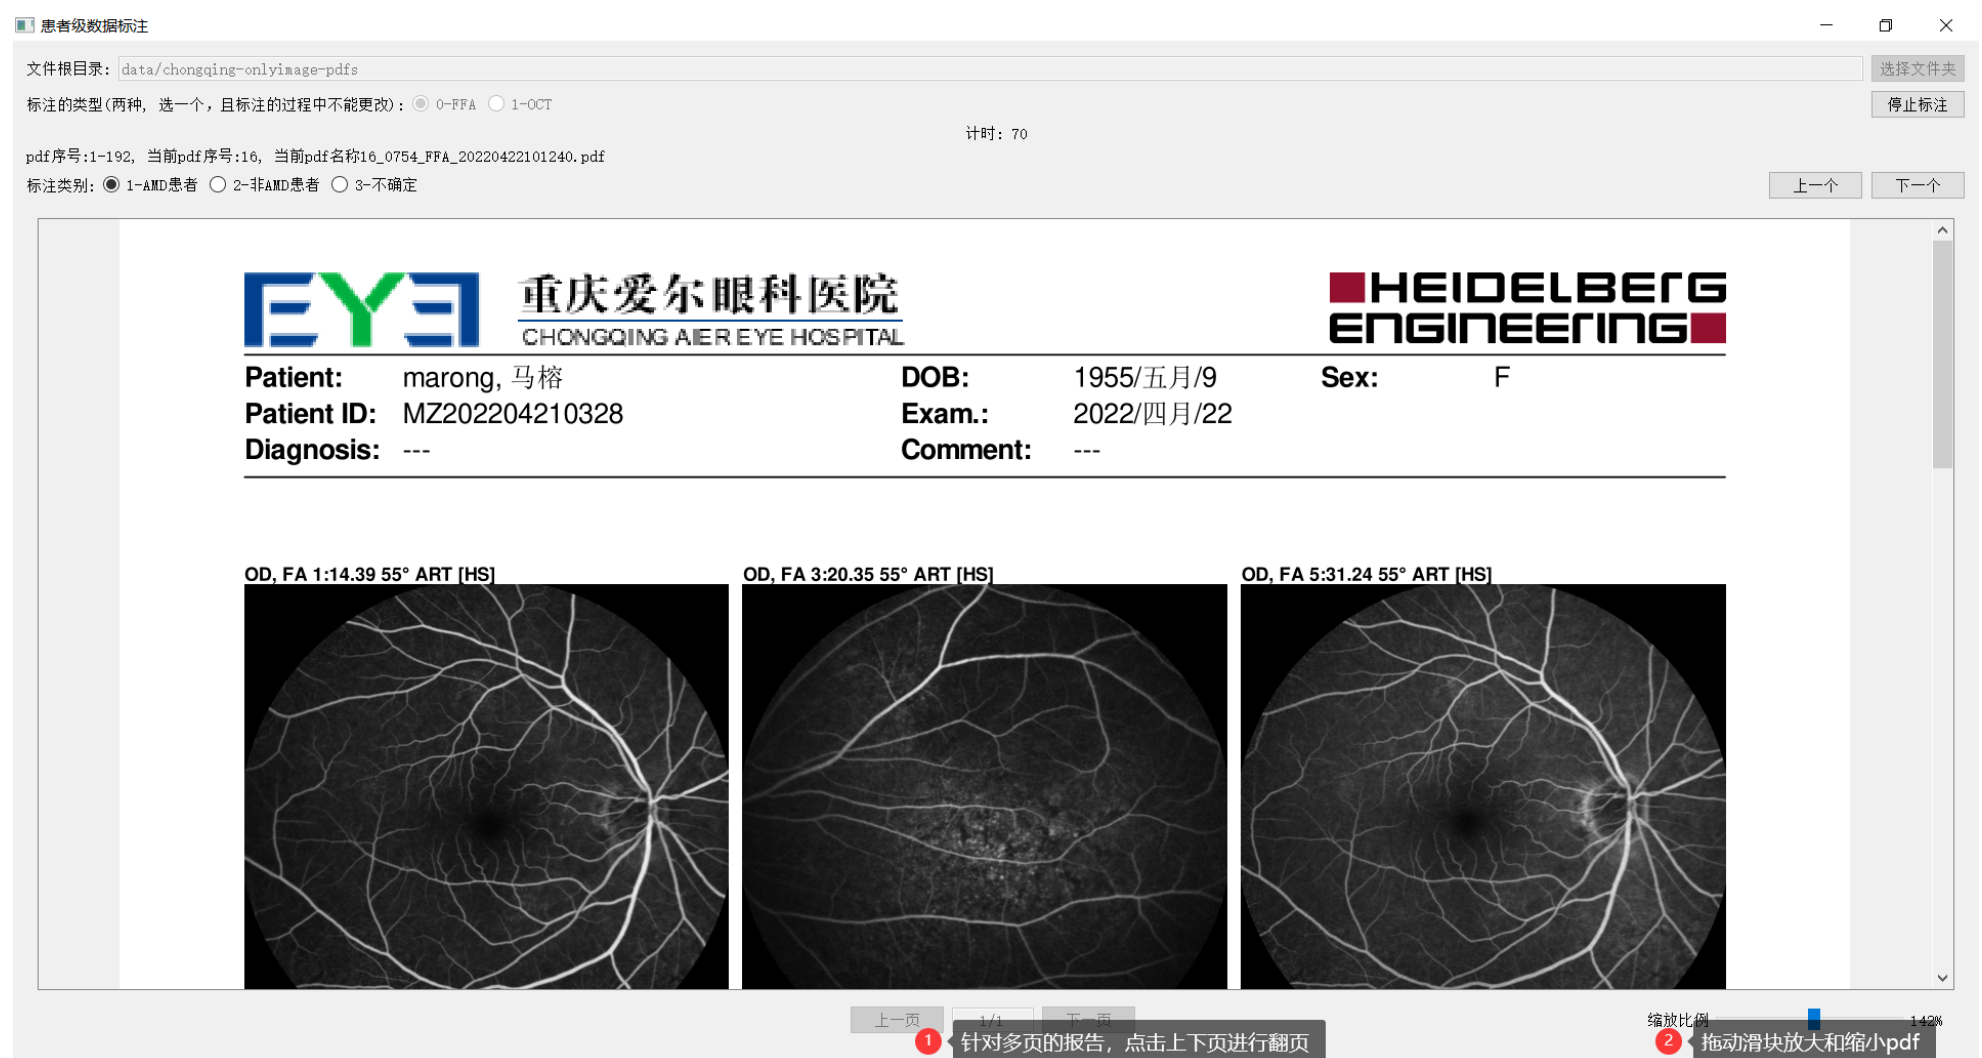 患者级数据标注
文件根目录: data/chongqing-onlyimage-pdfs 选择文件夹
标注的类型(两种, 选一个，且标注的过程中不能更改): 0-FFA 1-OCT 停止标注
计时: 70
pdf序号:1-192, 当前pdf序号:16, 当前pdf名称16_0754_FFA_20220422101240.pdf
标注类别: 1-AMD患者 2-非AMD患者 3-不确定 上一个 下一个
EYE 重庆爱尔眼科医院 HEIDELBERG
CHONGQING AIER EYE HOSPITAL ENGINEERING
Patient: marong, 马榕 DOB: 1955/五月/9 Sex: F
Patient ID: MZ202204210328 Exam.: 2022/四月/22
Diagnosis: --- Comment: ---
OD, FA 1:14.39 55° ART [HS] OD, FA 3:20.35 55° ART [HS] OD, FA 5:31.24 55° ART [HS]
上一页 1/1 下一页 缩放比例 142%
1 针对多页的报告，点击上下页进行翻页 2 拖动滑块放大和缩小pdf